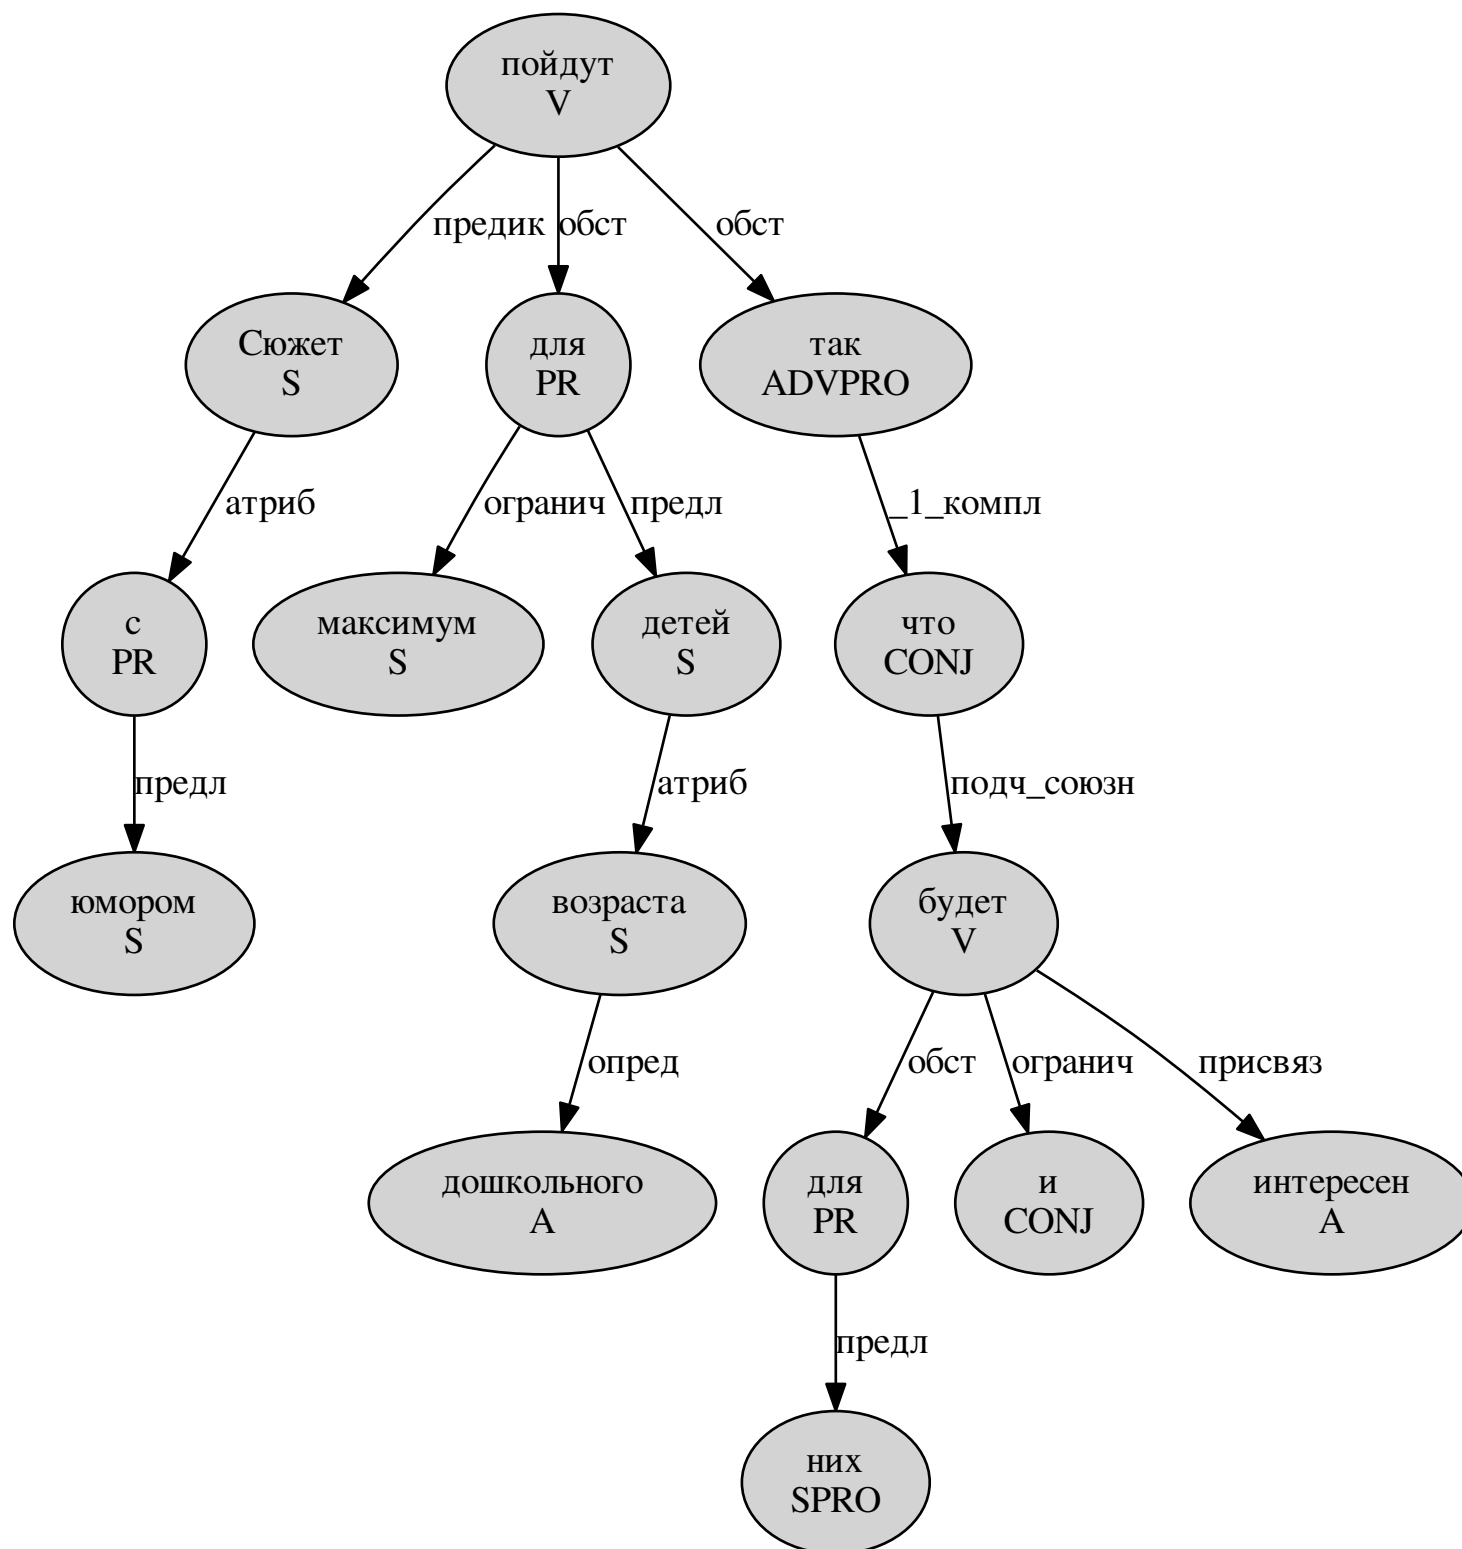 пойдут
V
предик
обст
обст
Сюжет
S
для
PR
так
ADVPRO
атриб
огранич
предл
_1_компл
с
PR
максимум
S
детей
S
что
CONJ
предл
атриб
подч_союзн
юмором
S
возраста
S
будет
V
опред
обст
огранич
присвяз
дошкольного
A
для
PR
и
CONJ
интересен
A
предл
них
SPRO